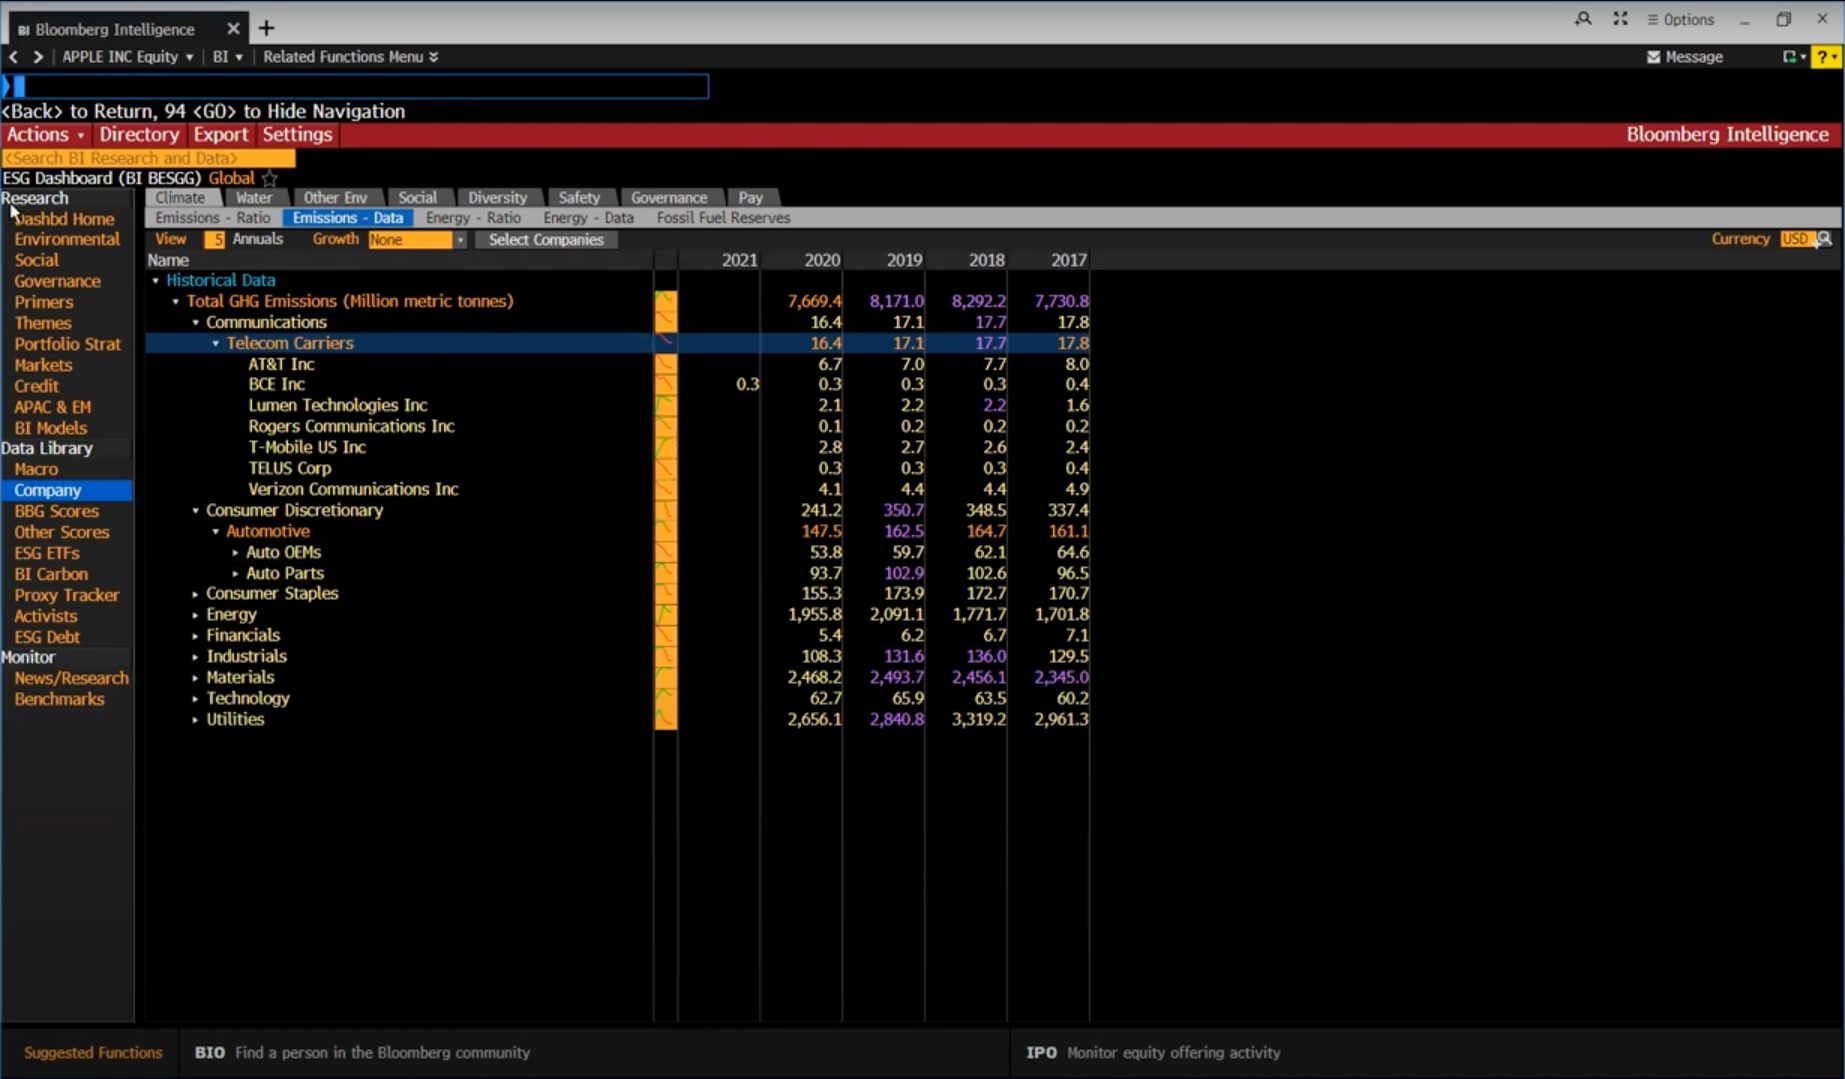 BI Bloomberg Intelligence
Options
APPLE INC Equity BI Related Functions Menu
Message ?
<Back> to Return, 94 <GO> to Hide Navigation
Actions Directory Export Settings Bloomberg Intelligence
<Search BI Research and Data>
ESG Dashboard (BI BESGG) Global
Research
Dashbd Home
Environmental
Social
Governance
Primers
Themes
Portfolio Strat
Markets
Credit
APAC & EM
BI Models
Data Library
Macro
Company
BBG Scores
Other Scores
ESG ETFs
BI Carbon
Proxy Tracker
Activists
ESG Debt
Monitor
News/Research
Benchmarks
Climate Water Other Env Social Diversity Safety Governance Pay
Emissions - Ratio Emissions - Data Energy - Ratio Energy - Data Fossil Fuel Reserves
View 5 Annuals Growth None Select Companies Currency USD
Name 2021 2020 2019 2018 2017
Historical Data
Total GHG Emissions (Million metric tonnes) 7,669.4 8,171.0 8,292.2 7,730.8
Communications 16.4 17.1 17.7 17.8
Telecom Carriers 16.4 17.1 17.7 17.8
AT&T Inc 6.7 7.0 7.7 8.0
BCE Inc 0.3 0.3 0.3 0.3 0.4
Lumen Technologies Inc 2.1 2.2 2.2 1.6
Rogers Communications Inc 0.1 0.2 0.2 0.2
T-Mobile US Inc 2.8 2.7 2.6 2.4
TELUS Corp 0.3 0.3 0.3 0.4
Verizon Communications Inc 4.1 4.4 4.4 4.9
Consumer Discretionary 241.2 350.7 348.5 337.4
Automotive 147.5 162.5 164.7 161.1
Auto OEMs 53.8 59.7 62.1 64.6
Auto Parts 93.7 102.9 102.6 96.5
Consumer Staples 155.3 173.9 172.7 170.7
Energy 1,955.8 2,091.1 1,771.7 1,701.8
Financials 5.4 6.2 6.7 7.1
Industrials 108.3 131.6 136.0 129.5
Materials 2,468.2 2,493.7 2,456.1 2,345.0
Technology 62.7 65.9 63.5 60.2
Utilities 2,656.1 2,840.8 3,319.2 2,961.3
Suggested Functions BIO Find a person in the Bloomberg community IPO Monitor equity offering activity